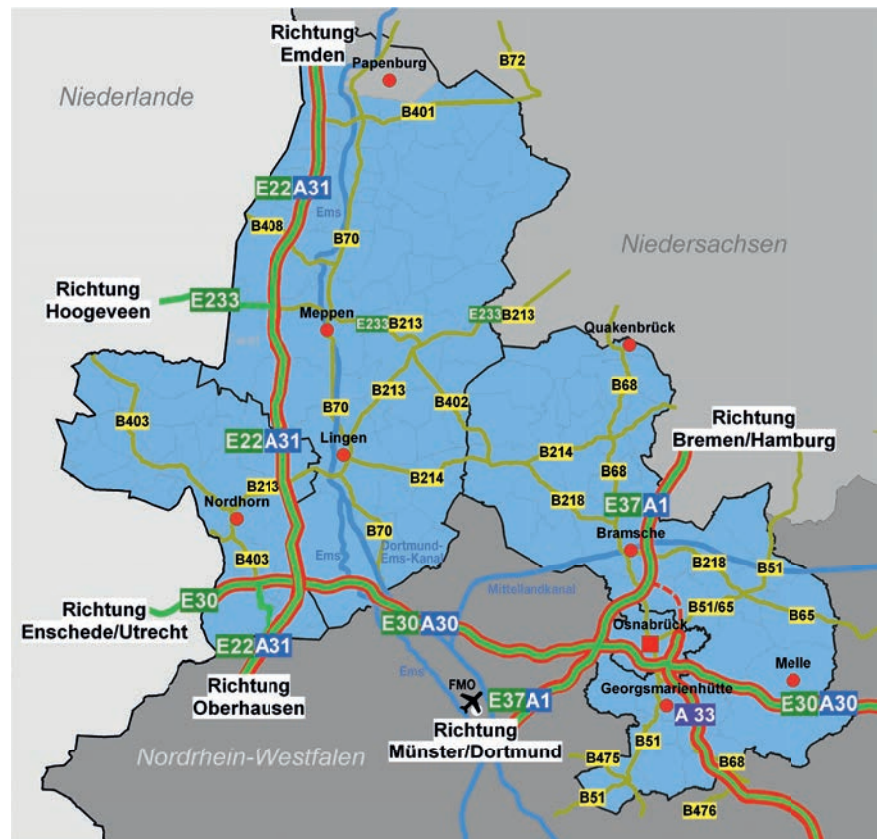 Richtung
Emden
Papenburg
B72
Niederlande
B401
E22 A31
Ems
B408
B70
Niedersachsen
Richtung
Hoogeveen
E233
Meppen
E233 B213
E233 B213
Quakenbrück
B68
B213
B403
B70
B402
Richtung
Bremen/Hamburg
E22 A31
Lingen
B214
B214
B68
B213
Nordhorn
B218
E37 A1
B70
Bramsche
B403
Ems
Dortmund-
Ems-Kanal
B218
B51
Mittellandkanal
E30
Richtung
Enschede/Utrecht
B51/65
B65
E30 A30
Osnabrück
E22 A31
Ems
Melle
Richtung
Oberhausen
FMO
E37 A1
Georgsmarienhütte
A 33
E30 A30
Richtung
Münster/Dortmund
Nordrhein-Westfalen
B51
B475
B68
B51
B476